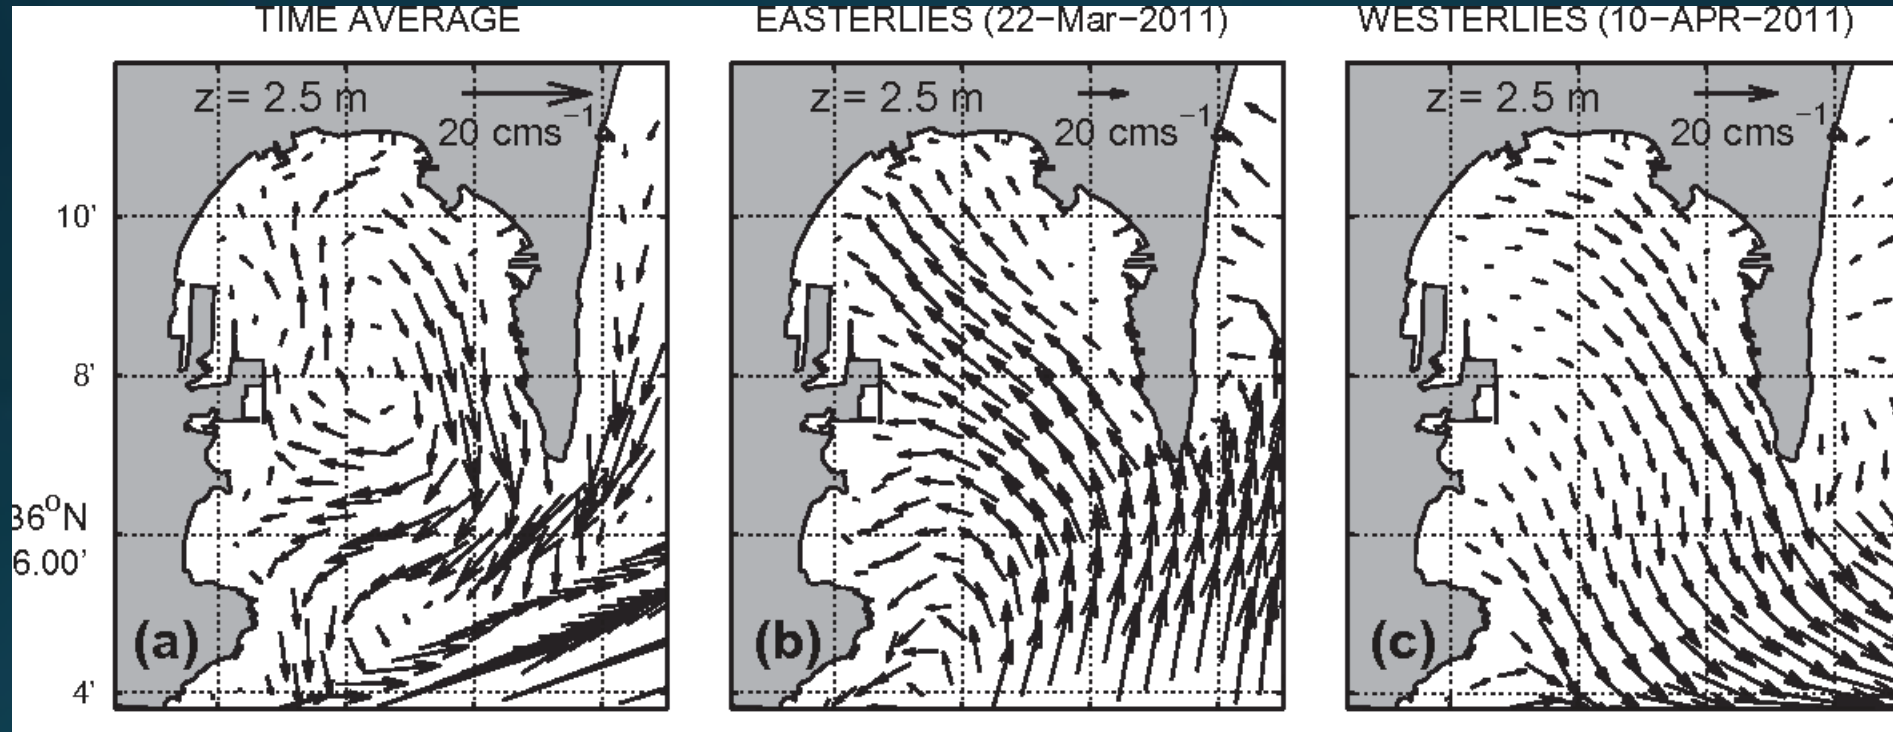 TIME AVERAGE
EASTERLIES (22−Mar−2011)
WESTERLIES (10−APR−2011)
z = 2.5 m
20 cms⁻¹
z = 2.5 m
20 cms⁻¹
z = 2.5 m
20 cms⁻¹
10'
8'
36°N
6.00'
4'
(a)
(b)
(c)